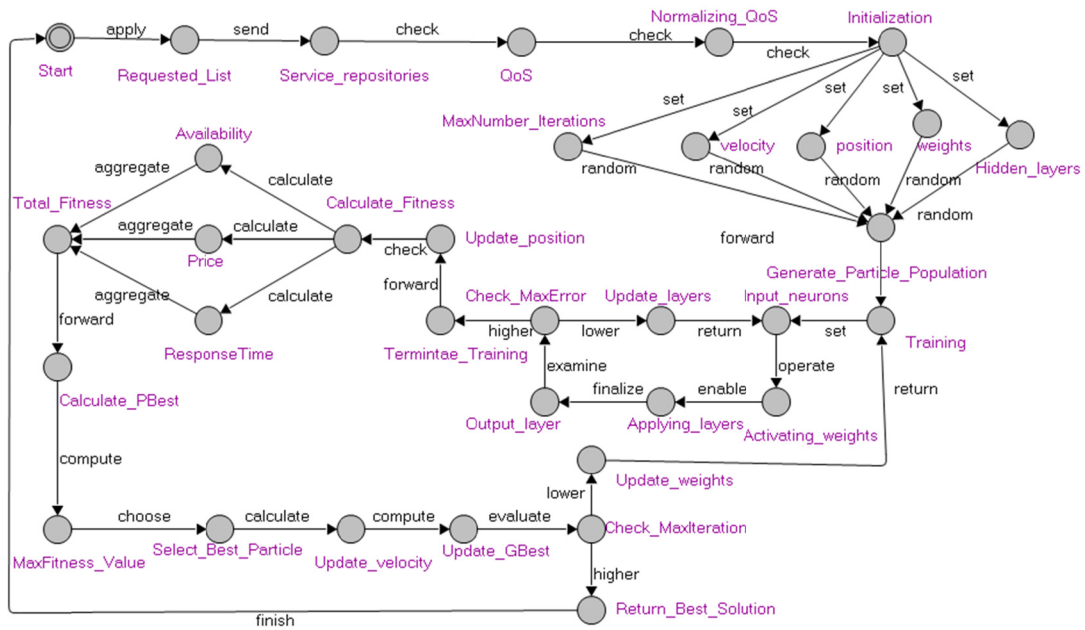 apply
send
check
check
Normalizing_QoS
check
Initialization
Start
Requested_List
Service_repositories
QoS
set
set
set
set
set
MaxNumber_Iterations
velocity
position
weights
Hidden_layers
random
random
random
random
random
Availability
aggregate
calculate
Total_Fitness
Calculate_Fitness
aggregate
calculate
Price
check
Update_position
forward
aggregate
calculate
forward
Generate_Particle_Population
forward
Check_MaxError
Update_layers
Input_neurons
higher
lower
return
set
ResponseTime
Termintae_Training
Training
examine
operate
finalize
enable
return
Calculate_PBest
Output_layer
Applying_layers
Activating_weights
compute
Update_weights
lower
choose
calculate
compute
evaluate
Check_MaxIteration
MaxFitness_Value
Select_Best_Particle
Update_velocity
Update_GBest
higher
Return_Best_Solution
finish